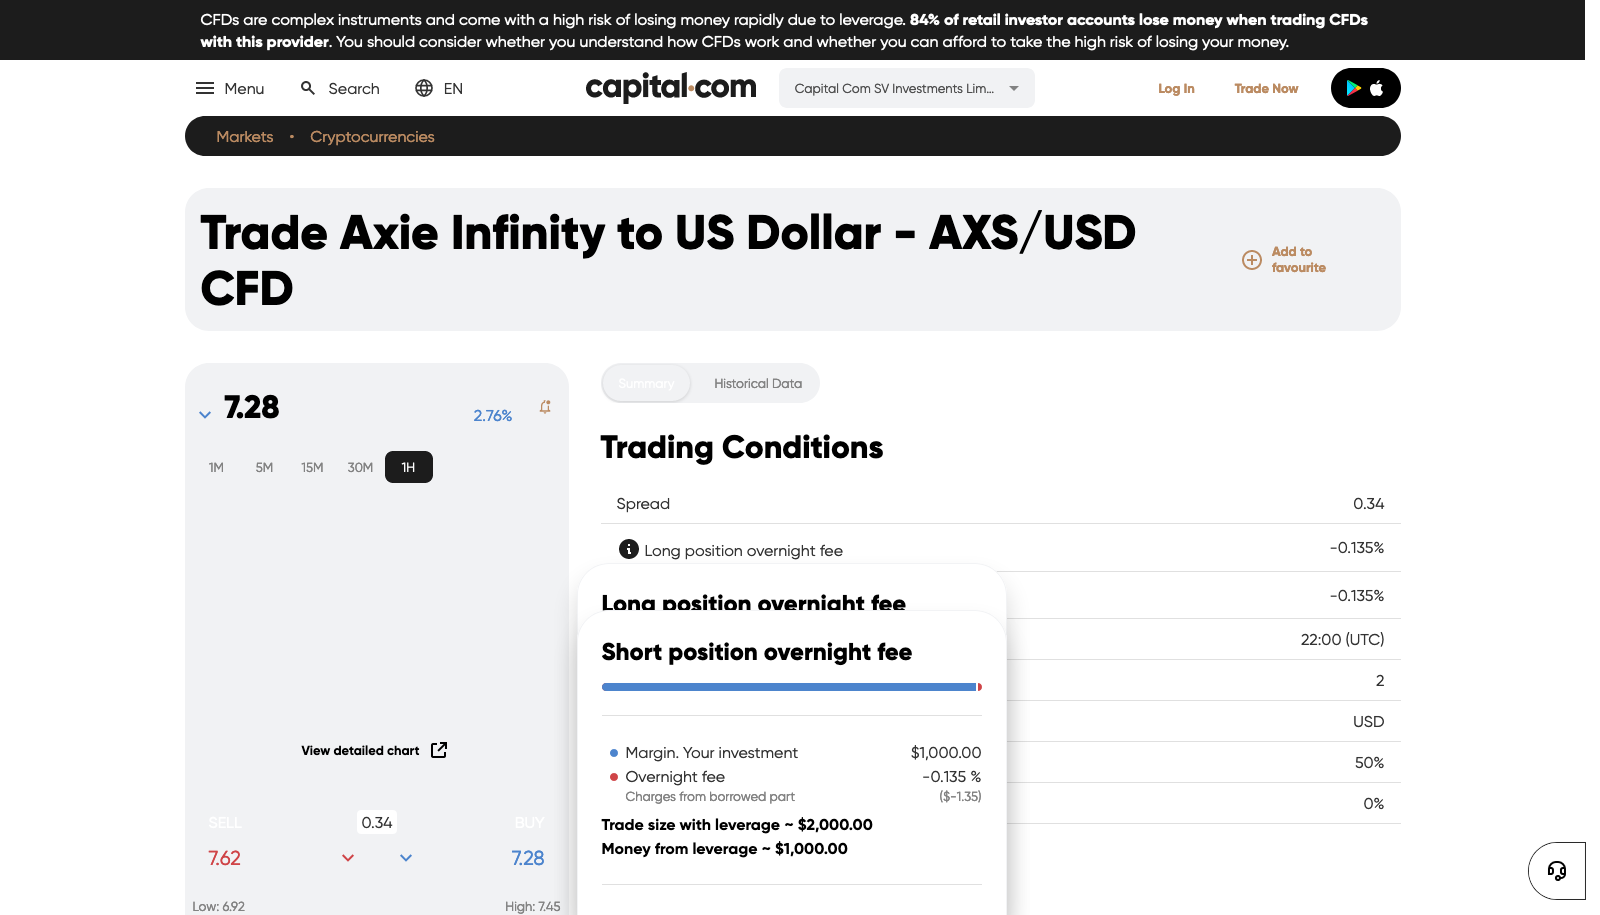 CFDs are complex instruments and come with a high risk of losing money rapidly due to leverage. 84% of retail investor accounts lose money when trading CFDs
with this provider. You should consider whether you understand how CFDs work and whether you can afford to take the high risk of losing your money.
Menu Search EN capital.com Capital Com SV Investments Lim... Log In Trade Now
Markets • Cryptocurrencies
Trade Axie Infinity to US Dollar - AXS/USD
CFD
Add to
favourite
7.28 2.76%
1M 5M 15M 30M 1H
View detailed chart
SELL 0.34 BUY
7.62 7.28
Low: 6.92 High: 7.45
Summary Historical Data
Trading Conditions
Spread 0.34
Long position overnight fee -0.135%
-0.135%
22:00 (UTC)
2
USD
50%
0%
Long position overnight fee
Short position overnight fee
Margin. Your investment $1,000.00
Overnight fee -0.135 %
Charges from borrowed part ($-1.35)
Trade size with leverage ~ $2,000.00
Money from leverage ~ $1,000.00